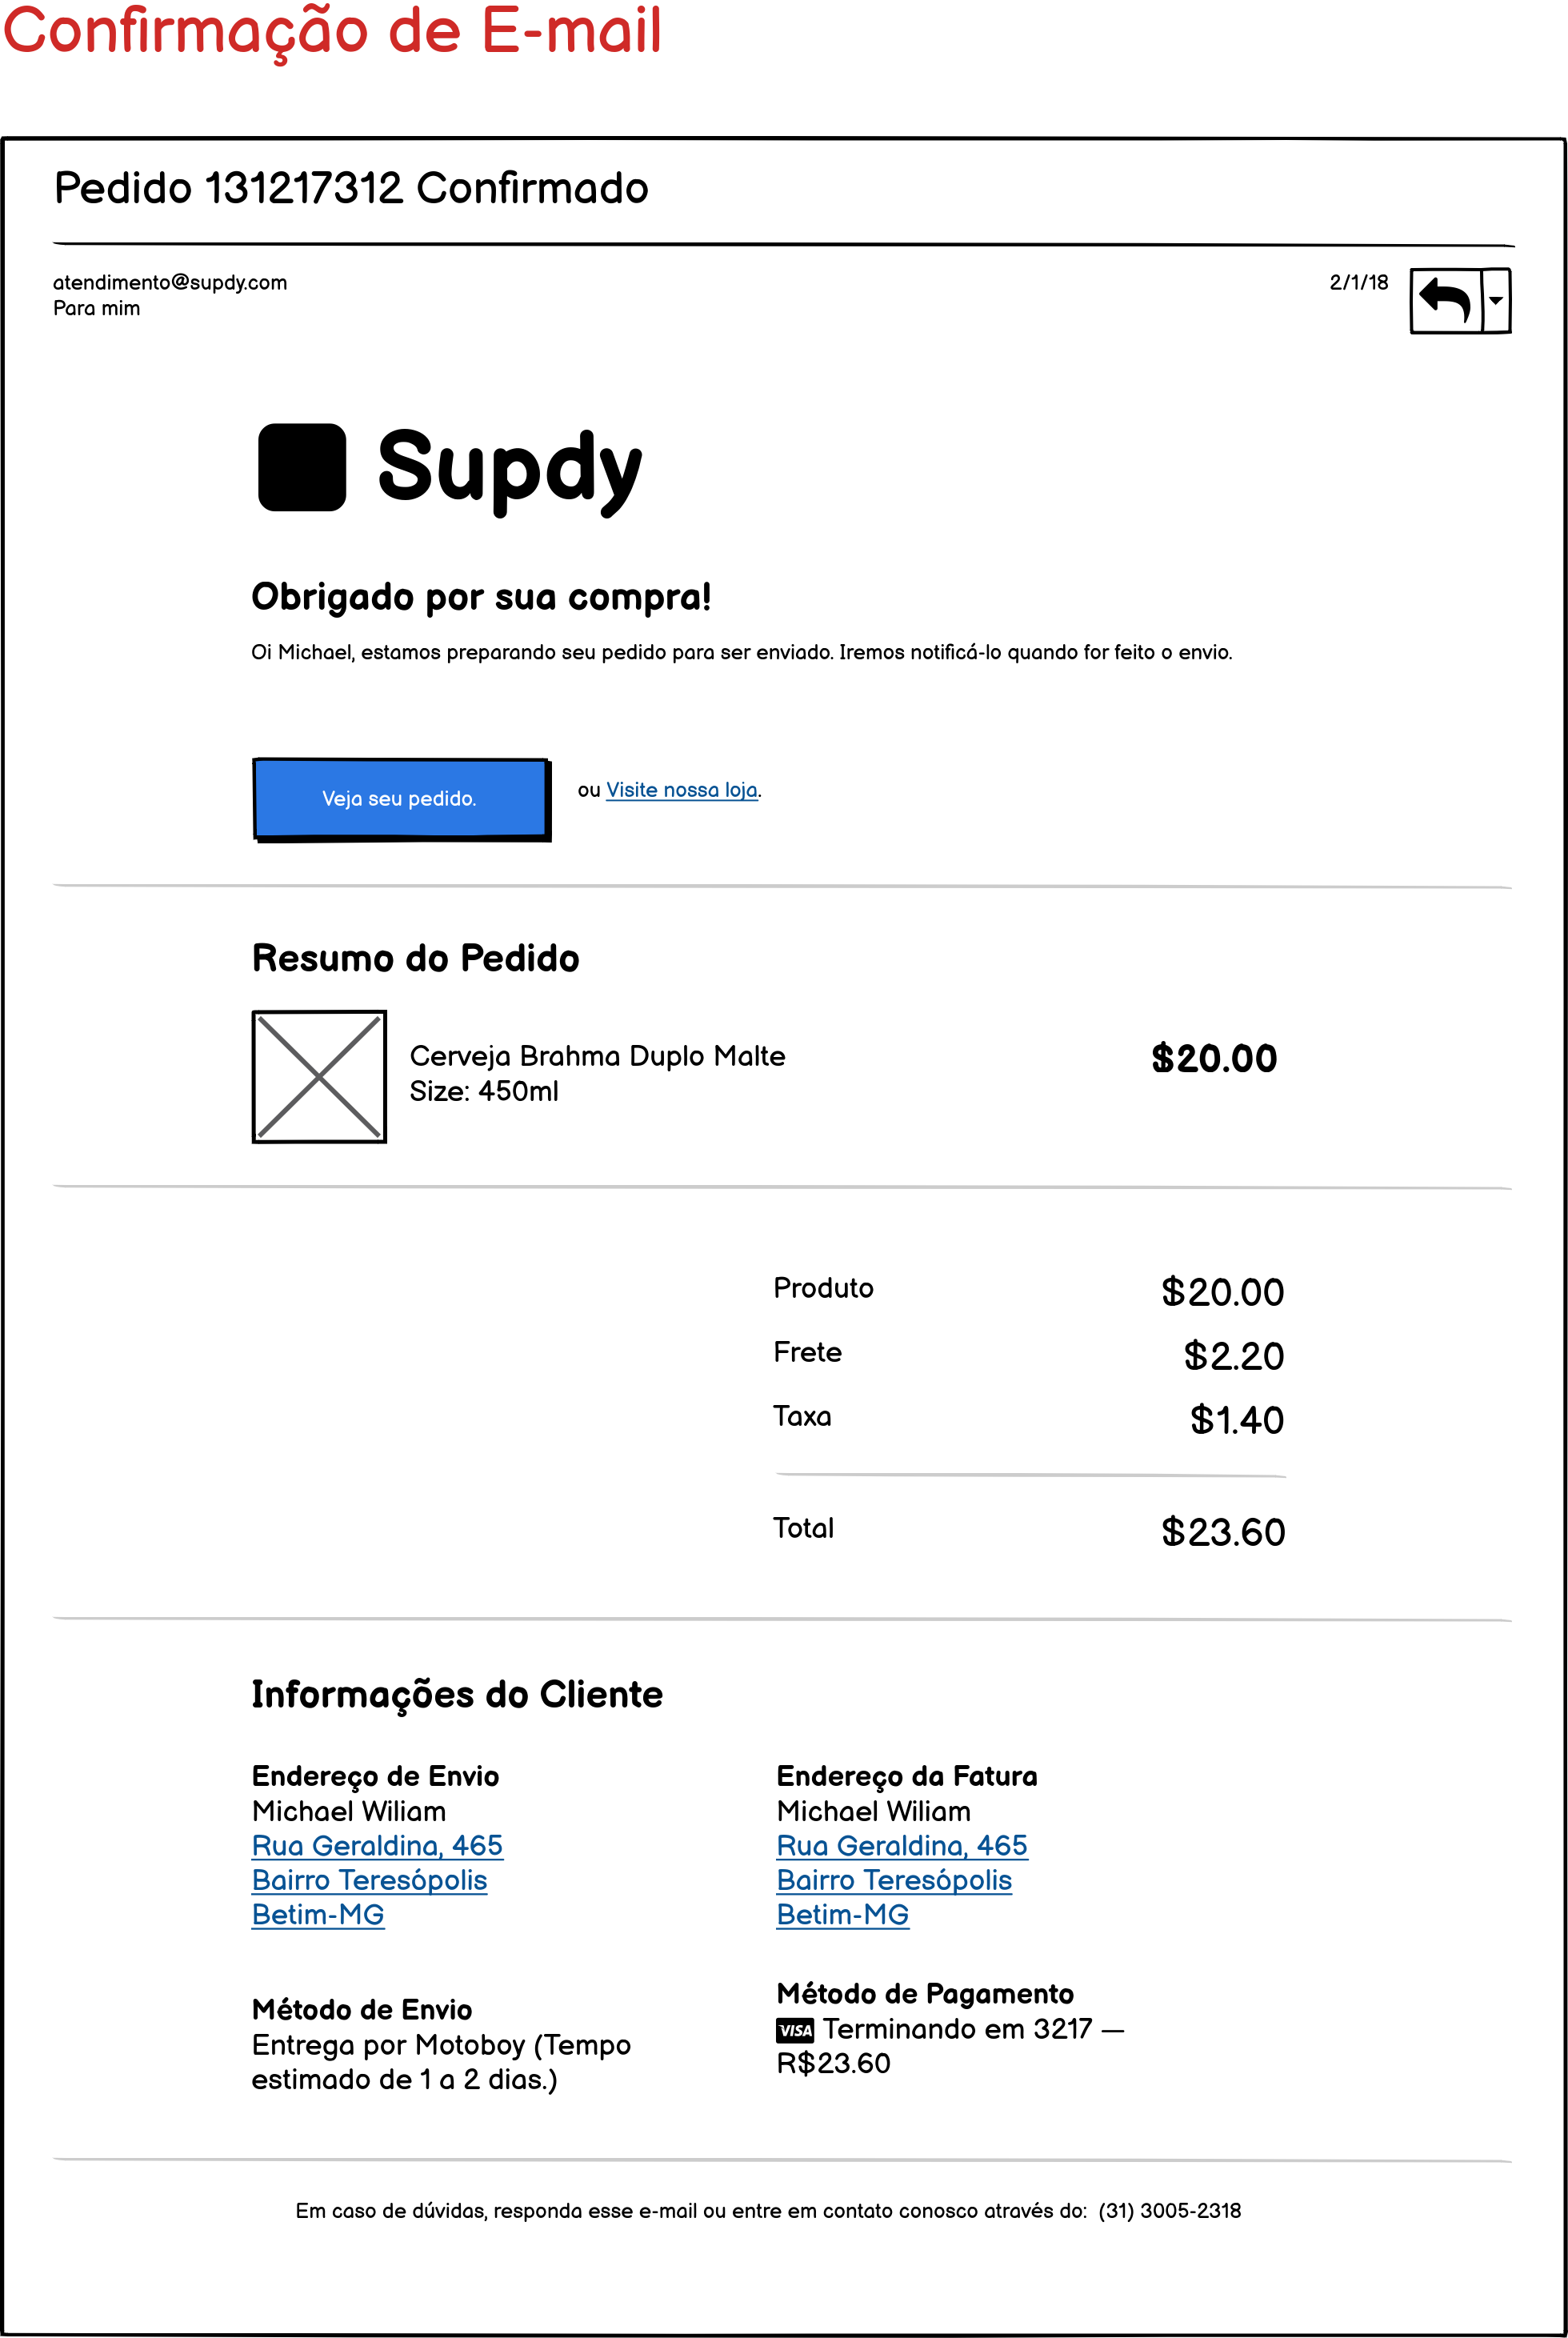 Confirmação de E-mail
Pedido 131217312 Confirmado
atendimento@supdy.com
Para mim
2/1/18
Supdy
Obrigado por sua compra!
Oi Michael, estamos preparando seu pedido para ser enviado. Iremos notificá-lo quando for feito o envio.
Veja seu pedido.
ou Visite nossa loja.
Resumo do Pedido
Cerveja Brahma Duplo Malte
Size: 450ml
$20.00
Produto $20.00
Frete $2.20
Taxa $1.40
Total $23.60
Informações do Cliente
Endereço de Envio
Michael Wiliam
Rua Geraldina, 465
Bairro Teresópolis
Betim-MG
Endereço da Fatura
Michael Wiliam
Rua Geraldina, 465
Bairro Teresópolis
Betim-MG
Método de Envio
Entrega por Motoboy (Tempo
estimado de 1 a 2 dias.)
Método de Pagamento
VISA Terminando em 3217 —
R$23.60
Em caso de dúvidas, responda esse e-mail ou entre em contato conosco através do: (31) 3005-2318